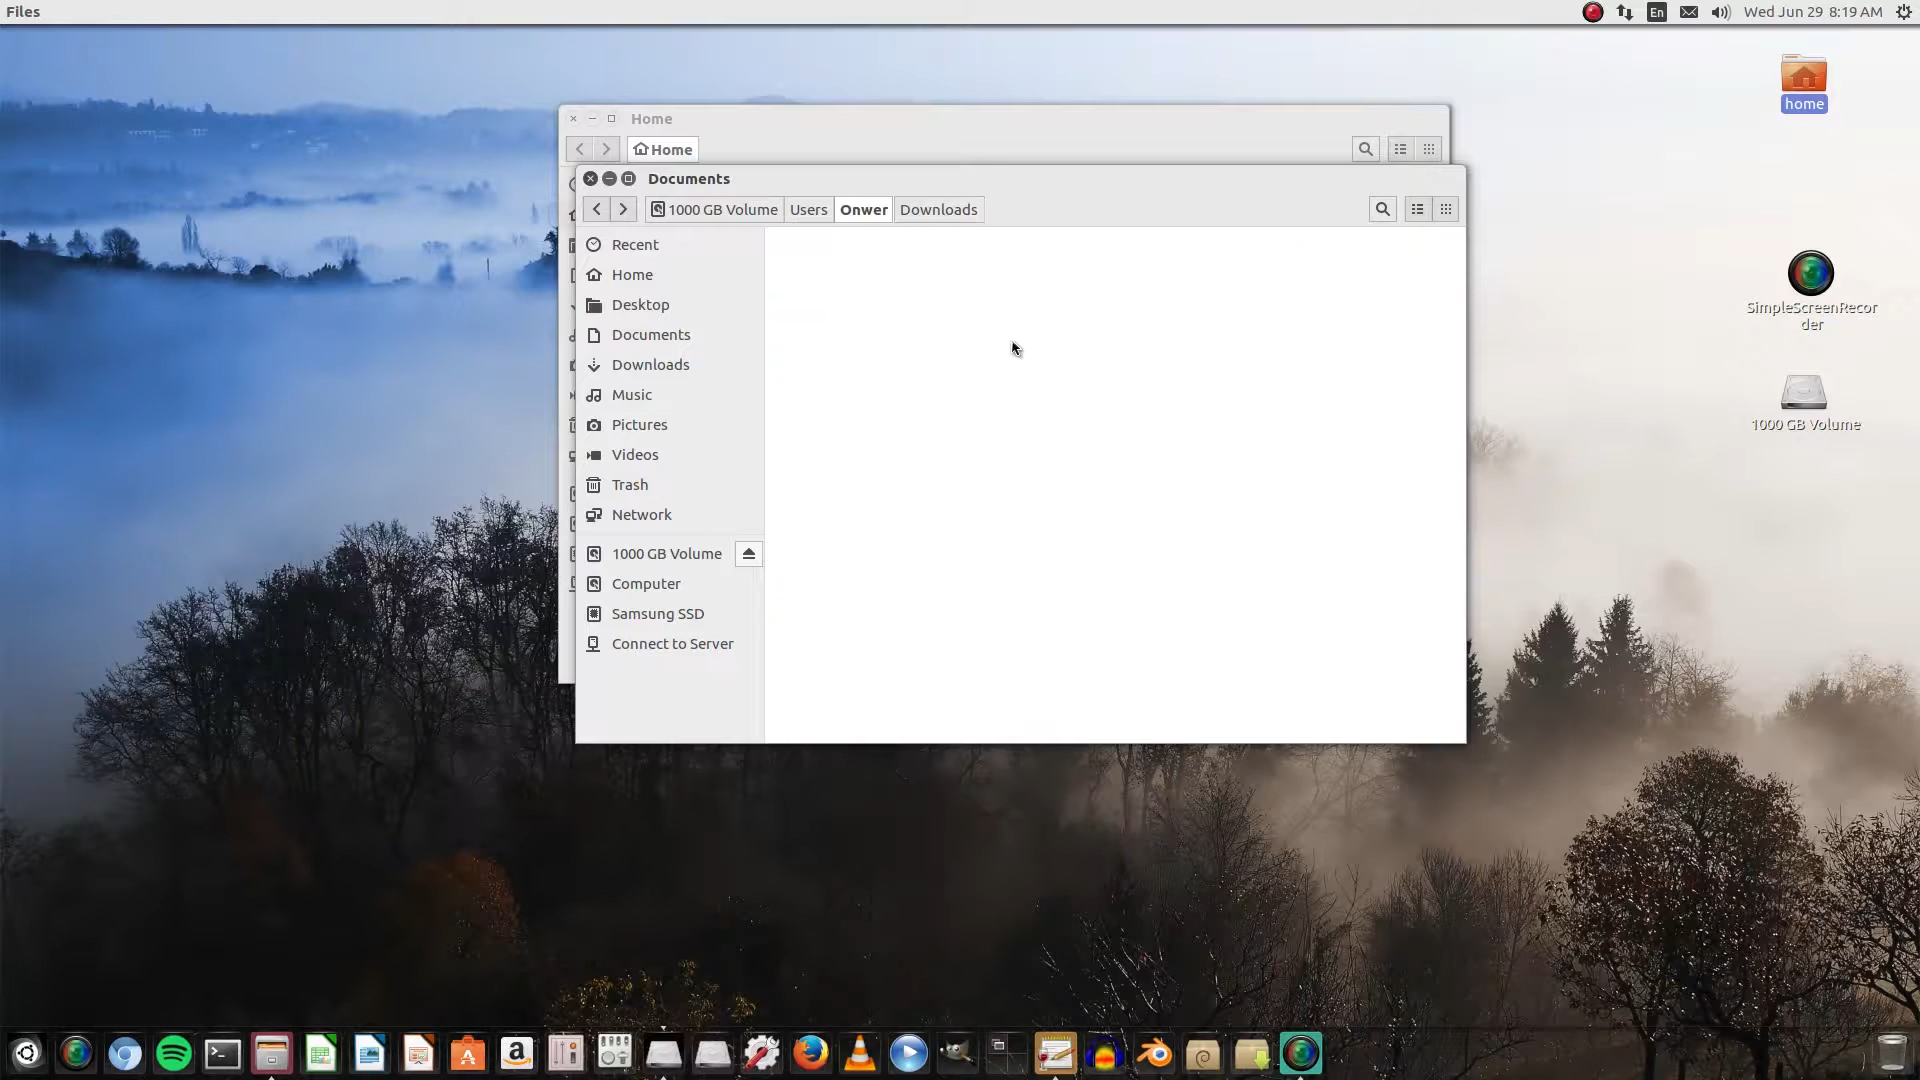 Files
En
Wed Jun 29 8:19 AM
home
Home
Home
Documents
1000 GB Volume Users Onwer Downloads
Recent
Home
Desktop
Documents
Downloads
Music
Pictures
Videos
Trash
Network
1000 GB Volume
Computer
Samsung SSD
Connect to Server
SimpleScreenRecor
der
1000 GB Volume